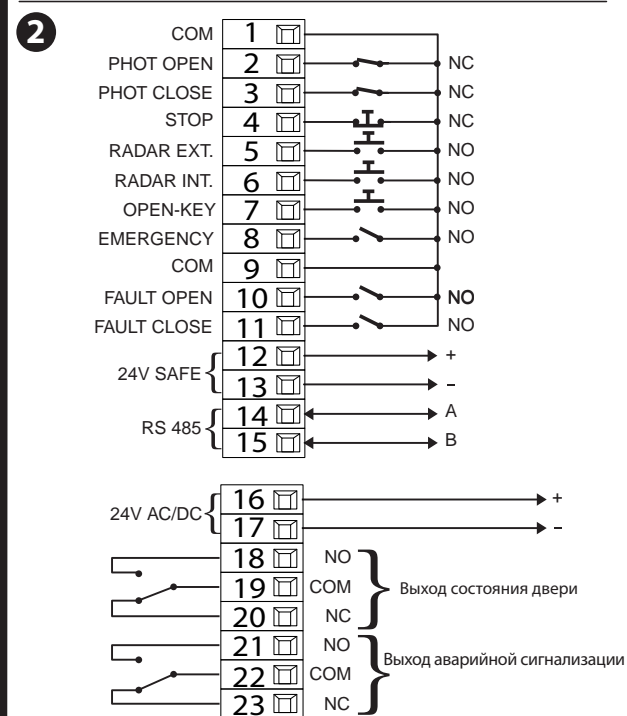 2
COM 1
PHOT OPEN 2 NC
PHOT CLOSE 3 NC
STOP 4 NC
RADAR EXT. 5 NO
RADAR INT. 6 NO
OPEN-KEY 7 NO
EMERGENCY 8 NO
COM 9
FAULT OPEN 10 NO
FAULT CLOSE 11 NO
24V SAFE
12 +
13 –
RS 485
14 A
15 B
24V AC/DC
16 +
17 –
18 NO
19 COM
20 NC
Выход состояния двери
21 NO
22 COM
23 NC
Выход аварийной сигнализации